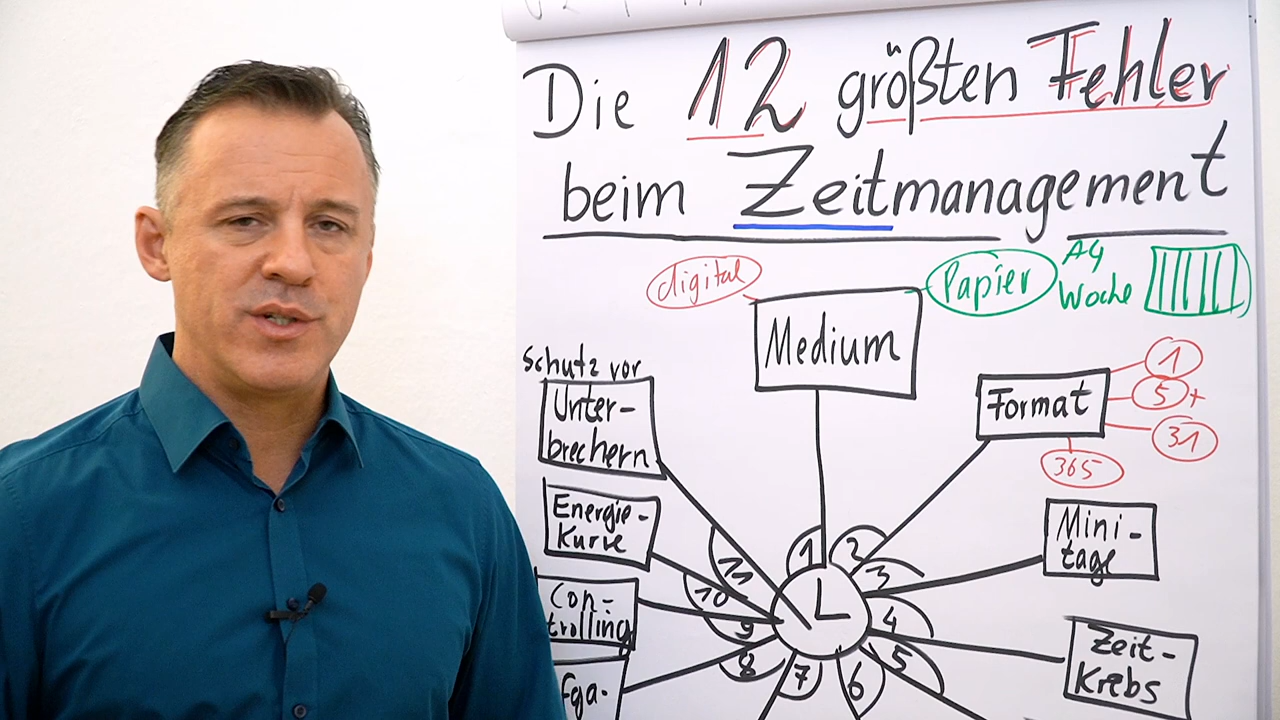 Die 12 größten Fehler
beim Zeitmanagement
digital
Papier
A4
Woche
Medium
Schutz vor
Unter-
brechern
Format
1
5+
31
365
Energie-
Kurve
Mini-
tage
Con-
trolling
Zeit-
Krebs
1
2
3
4
5
6
7
8
9
10
11